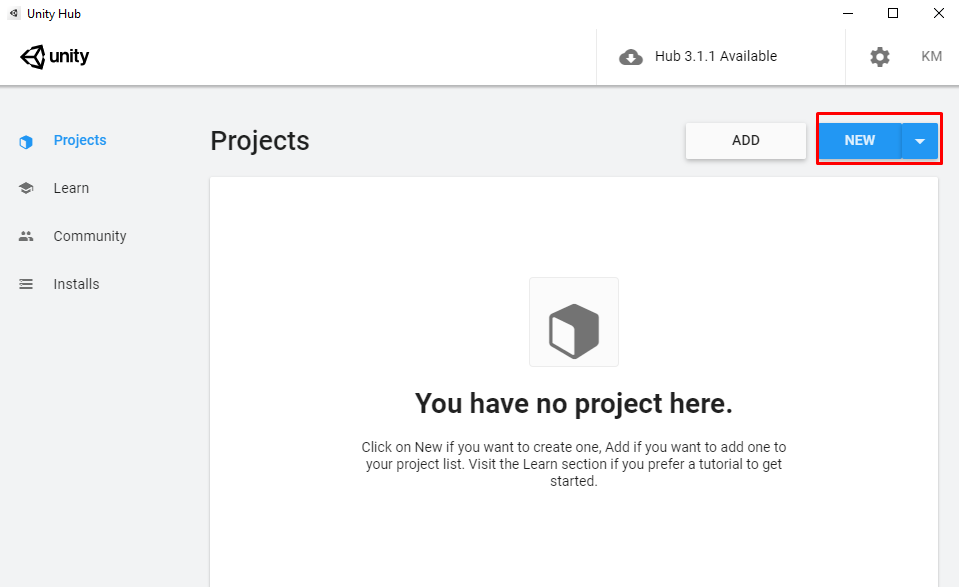 Unity Hub
unity
Hub 3.1.1 Available
KM
Projects
Learn
Community
Installs
Projects
ADD
NEW
You have no project here.
Click on New if you want to create one, Add if you want to add one to
your project list. Visit the Learn section if you prefer a tutorial to get
started.